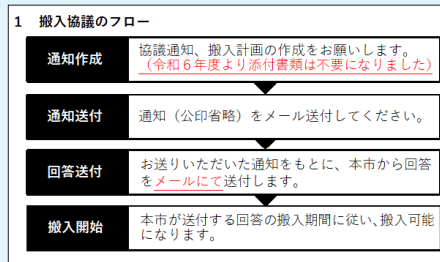 1 搬入協議のフロー
通知作成
協議通知、搬入計画の作成をお願いします。
（令和６年度より添付書類は不要になりました）
通知送付
通知（公印省略）をメール送付してください。
回答送付
お送りいただいた通知をもとに、本市から回答
をメールにて送付します。
搬入開始
本市が送付する回答の搬入期間に従い、搬入可能
になります。